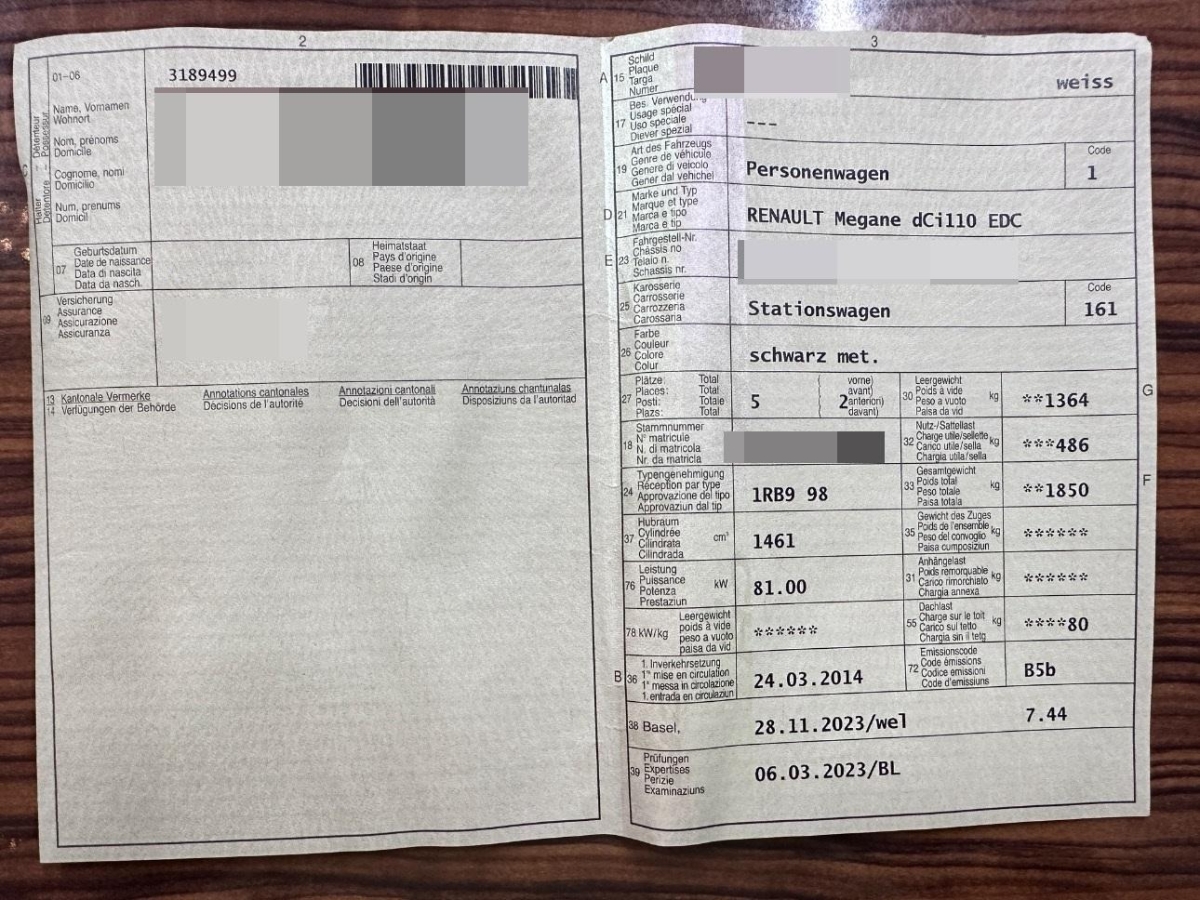 2
01-06
3189499
Halter Détenteur
Detentore Possessur
Name, Vornamen
Wohnort
Nom, prénoms
Domicile
Cognome, nomi
Domicilio
Num, prenums
Domicil
07
Geburtsdatum
Date de naissance
Data di nascita
Data da nasch.
08
Heimatstaat
Pays d'origine
Paese d'origine
Stadi d'origin
09
Versicherung
Assurance
Assicurazione
Assicuranza
13 Kantonale Vermerke
14 Verfügungen der Behörde
Annotations cantonales
Décisions de l'autorité
Annotazioni cantonali
Decisioni dell'autorità
Annotaziuns chantunalas
Disposiziuns da l'autoritad
3
A 15
Schild
Plaque
Targa
Numer
weiss
17
Bes. Verwendung
Usage spécial
Uso speciale
Diever spezial
---
19
Art des Fahrzeugs
Genre de véhicule
Genere di veicolo
Gener dal vehichel
Personenwagen
Code
1
D 21
Marke und Typ
Marque et type
Marca e tipo
Marca e tip
RENAULT Megane dCi110 EDC
E 23
Fahrgestell-Nr.
Châssis no
Telaio n.
Schassis nr.
25
Karosserie
Carrosserie
Carrozzeria
Carossaria
Stationswagen
Code
161
26
Farbe
Couleur
Colore
Colur
schwarz met.
27
Plätze: Total
Places: Total
Posti: Totale
Plazs: Total
5
( vorne)
avant)
2 anteriori)
( davant)
30
Leergewicht
Poids à vide
Peso a vuoto
Paisa da vid
kg
**1364
G
18
Stammnummer
N° matricule
N. di matricola
Nr. da matricla
32
Nutz-/Sattellast
Charge utile/sellette
Carico utile/sella
Chargia utila/sella
kg
***486
24
Typengenehmigung
Réception par type
Approvazione del tipo
Approvaziun dal tip
1RB9 98
33
Gesamtgewicht
Poids total
Peso totale
Paisa totala
kg
**1850
F
37
Hubraum
Cylindrée
Cilindrata
Cilindrada
cm³
1461
35
Gewicht des Zuges
Poids de l'ensemble
Peso del convoglio
Paisa cumposiziun
kg
******
76
Leistung
Puissance
Potenza
Prestaziun
kW
81.00
31
Anhängelast
Poids remorquable
Carico rimorchiato
Chargia annexa
kg
******
78 kW/kg
Leergewicht
poids à vide
peso a vuoto
paisa da vid
******
55
Dachlast
Charge sur le toit
Carico sul tetto
Chargia sin il tetg
kg
****80
B 36
1. Inverkehrsetzung
1re mise en circulation
1a messa in circolazione
1. entrada en circulaziun
24.03.2014
72
Emissionscode
Code émissions
Codice emissioni
Code d'emissiuns
B5b
38 Basel,
28.11.2023/wel
7.44
39
Prüfungen
Expertises
Perizie
Examinaziuns
06.03.2023/BL